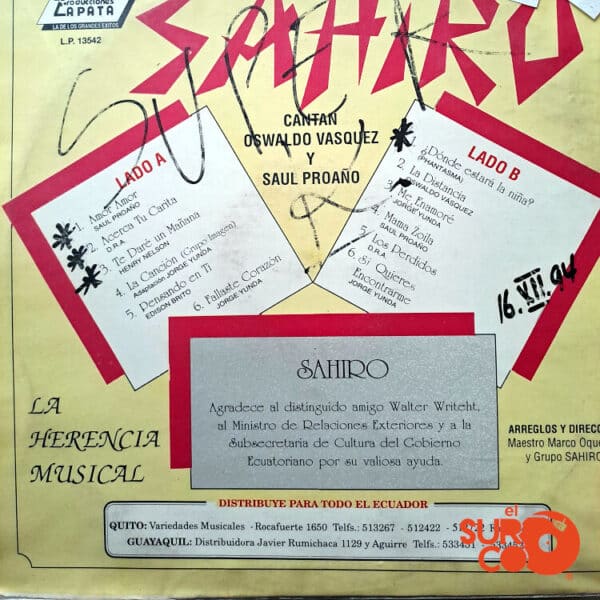 PRODUCCIONES
ZAPATA
LA DE LOS GRANDES EXITOS
L.P. 13542
SAHIRO
SUPER
CANTAN
OSWALDO VASQUEZ
Y
SAUL PROAÑO
LADO A
1. Amor Amor
SAUL PROAÑO
2. Acerca Tu Carita
D.R.A.
3. Te Daré un Mañana
HENRY NELSON
4. La Canción (Grupo Imagen)
Adaptación JORGE YUNDA
5. Pensando en Ti
EDISON BRITO
6. Fallaste Corazón
JORGE YUNDA
LADO B
1. ¿Dónde estará la niña?
(PHANTASMA)
2. La Distancia
OSWALDO VASQUEZ
3. Me Enamoré
JORGE YUNDA
4. Mama Zoila
SAUL PROAÑO
5. Los Perdidos
D.R.A.
6. Si Quieres
Encontrarme
JORGE YUNDA
16.VII.94
SAHIRO
Agradece al distinguido amigo Walter Writeht,
al Ministro de Relaciones Exteriores y a la
Subsecretaria de Cultura del Gobierno
Ecuatoriano por su valiosa ayuda.
LA
HERENCIA
MUSICAL
ARREGLOS Y DIREC
Maestro Marco Oque
y Grupo SAHIRO
DISTRIBUYE PARA TODO EL ECUADOR
QUITO: Variedades Musicales - Rocafuerte 1650 Telfs.: 513267 - 512422 -
GUAYAQUIL: Distribuidora Javier Rumichaca 1129 y Aguirre Telfs.: 533451 -
el
SURCO